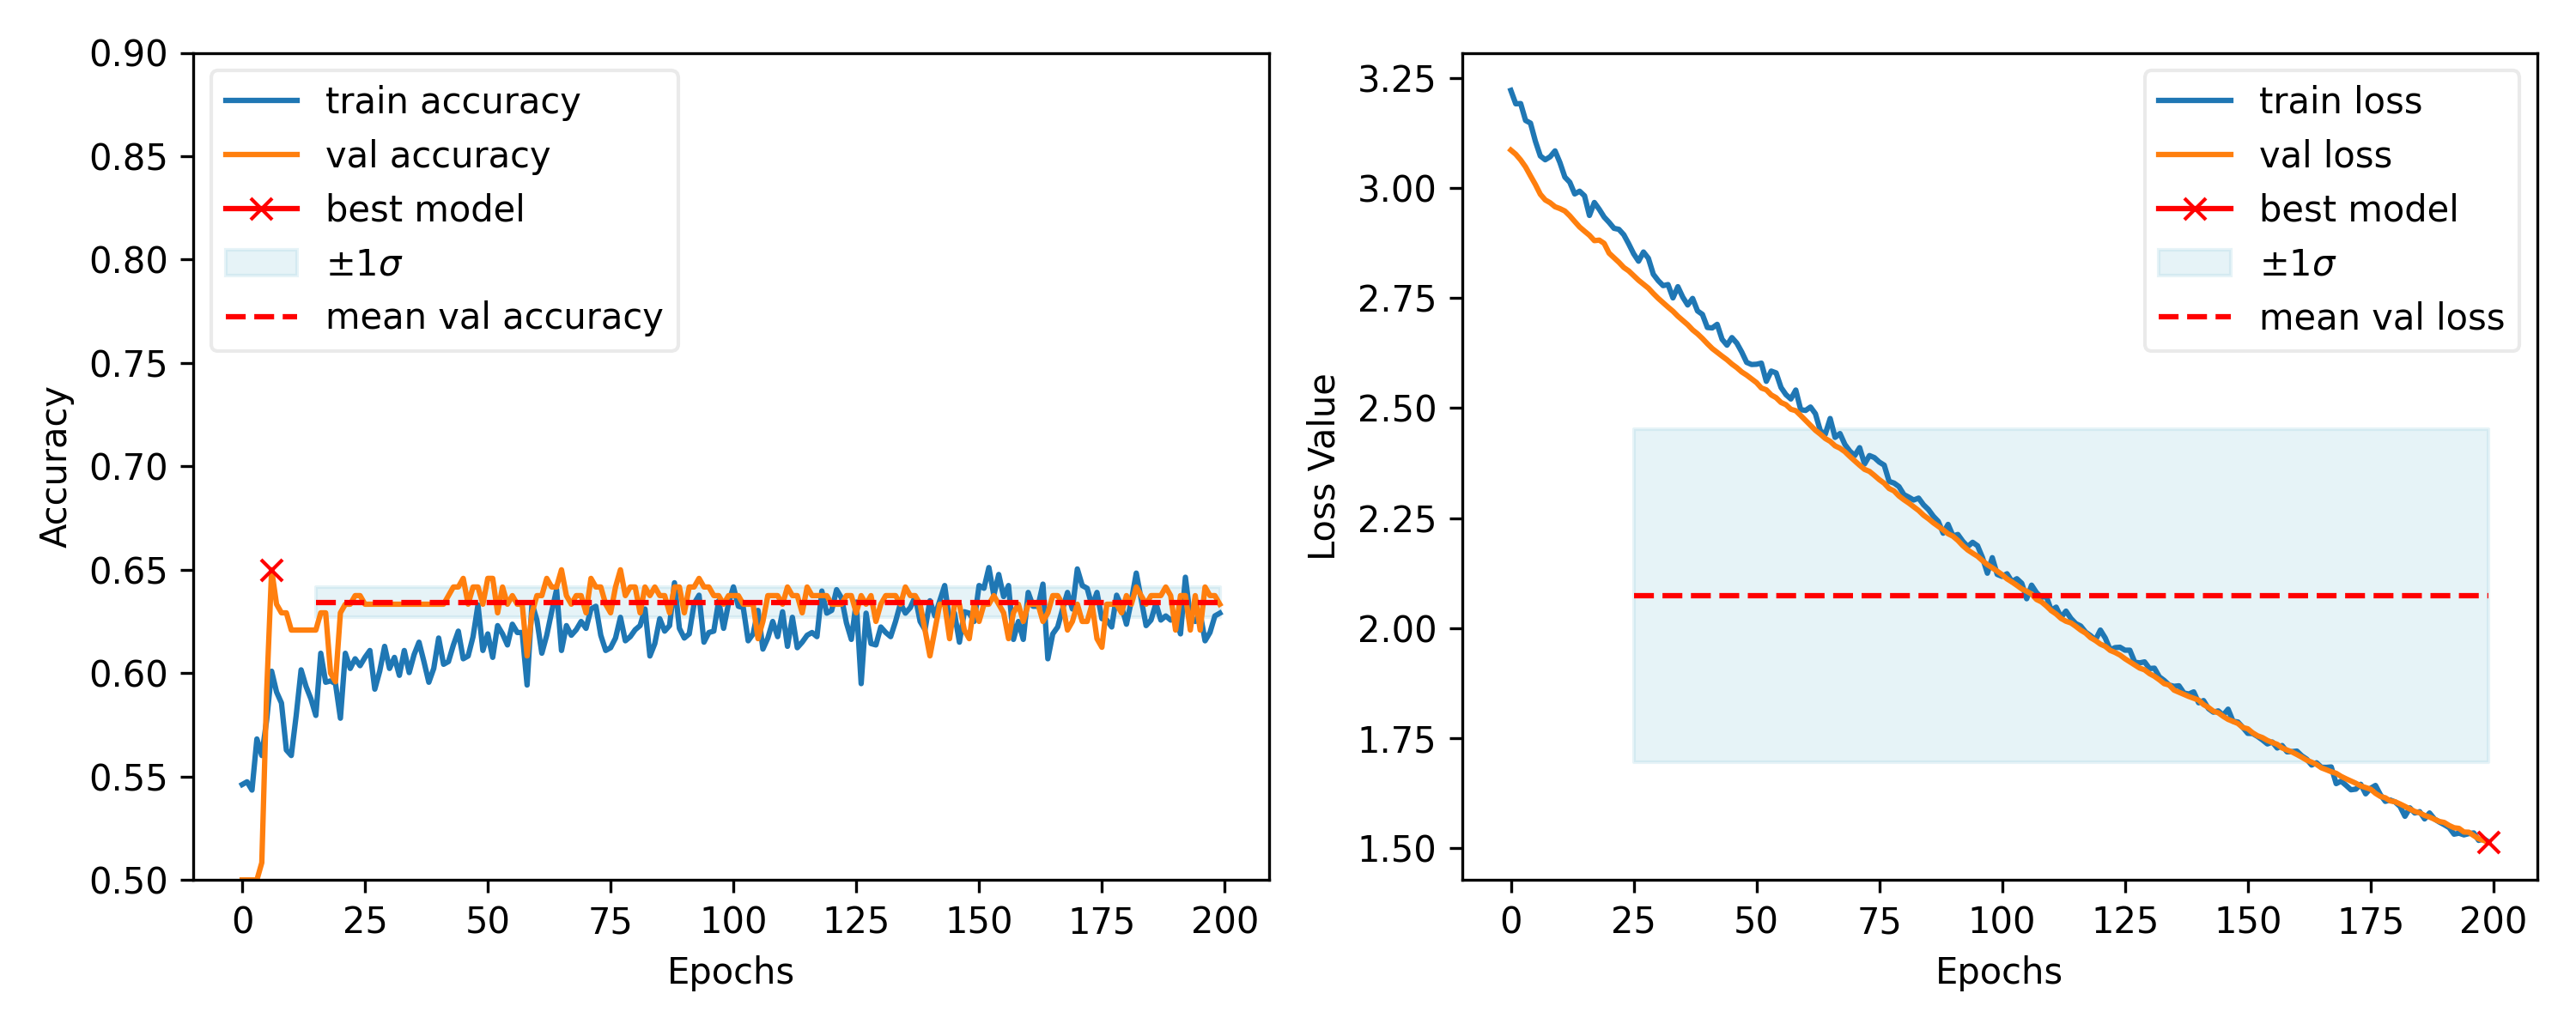 0.90
0.85
0.80
0.75
0.70
0.65
0.60
0.55
0.50
Accuracy
train accuracy
val accuracy
best model
±1σ
mean val accuracy
0 25 50 75 100 125 150 175 200
Epochs
3.25
3.00
2.75
2.50
2.25
2.00
1.75
1.50
Loss Value
train loss
val loss
best model
±1σ
mean val loss
0 25 50 75 100 125 150 175 200
Epochs